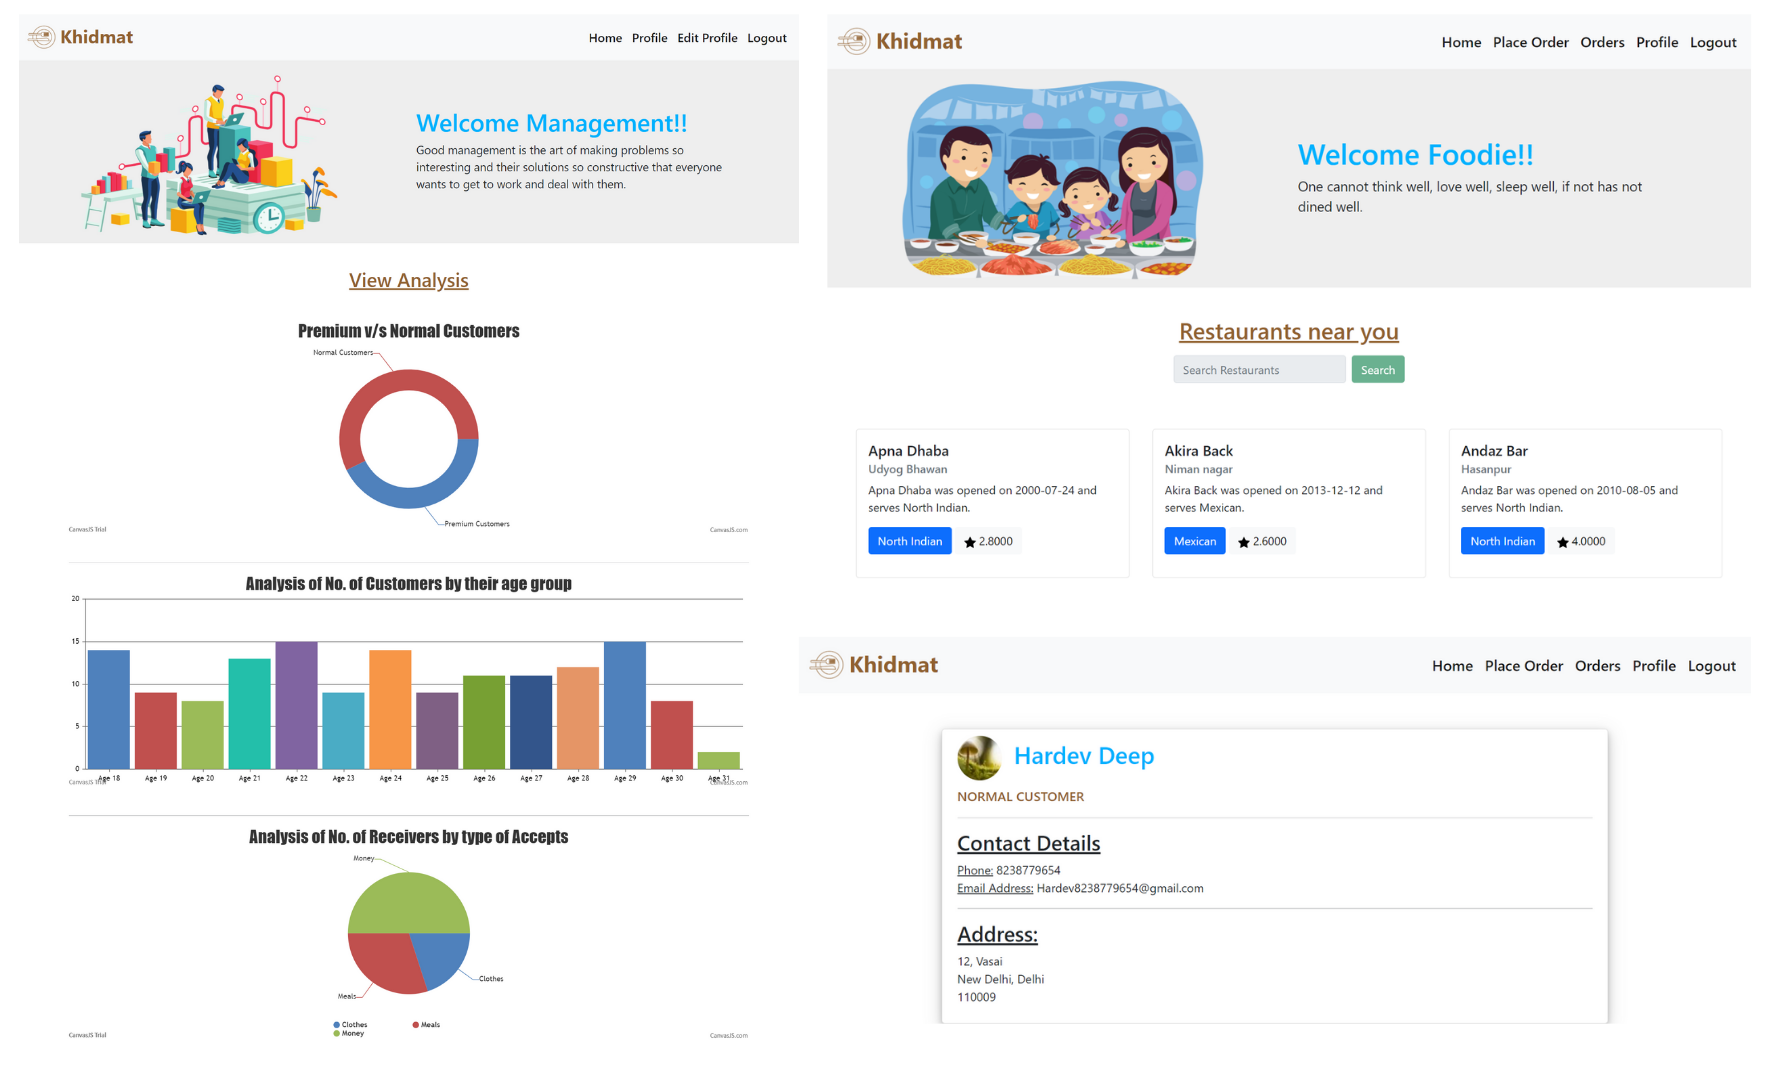 Khidmat
Home Profile Edit Profile Logout
Welcome Management!!
Good management is the art of making problems so
interesting and their solutions so constructive that everyone
wants to get to work and deal with them.
View Analysis
Premium v/s Normal Customers
Normal Customers
Premium Customers
CanvasJS Trial
CanvasJS.com
Analysis of No. of Customers by their age group
20
15
10
5
0
Age 18 Age 19 Age 20 Age 21 Age 22 Age 23 Age 24 Age 25 Age 26 Age 27 Age 28 Age 29 Age 30 Age 31
CanvasJS Trial
CanvasJS.com
Analysis of No. of Receivers by type of Accepts
Money
Clothes
Meals
Clothes Meals
Money
CanvasJS Trial
CanvasJS.com
Khidmat
Home Place Order Orders Profile Logout
Welcome Foodie!!
One cannot think well, love well, sleep well, if not has not
dined well.
Restaurants near you
Search Restaurants Search
Apna Dhaba
Udyog Bhawan
Apna Dhaba was opened on 2000-07-24 and
serves North Indian.
North Indian 2.8000
Akira Back
Niman nagar
Akira Back was opened on 2013-12-12 and
serves Mexican.
Mexican 2.6000
Andaz Bar
Hasanpur
Andaz Bar was opened on 2010-08-05 and
serves North Indian.
North Indian 4.0000
Khidmat
Home Place Order Orders Profile Logout
Hardev Deep
NORMAL CUSTOMER
Contact Details
Phone: 8238779654
Email Address: Hardev8238779654@gmail.com
Address:
12, Vasai
New Delhi, Delhi
110009